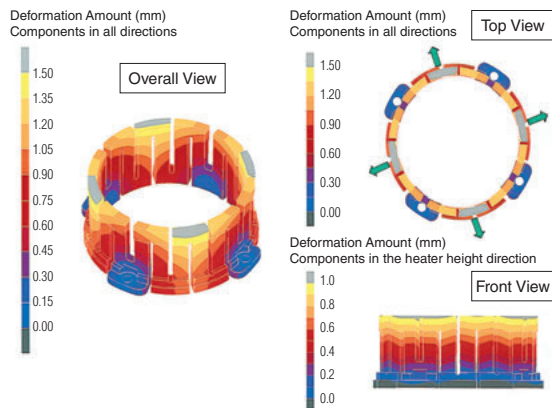 Deformation Amount (mm)
Components in all directions
Overall View
1.50
1.35
1.20
1.05
0.90
0.75
0.60
0.45
0.30
0.15
0.00
Deformation Amount (mm)
Components in all directions
Top View
1.50
1.20
0.90
0.60
0.30
0.00
Deformation Amount (mm)
Components in the heater height direction
Front View
1.0
0.8
0.6
0.4
0.2
0.0